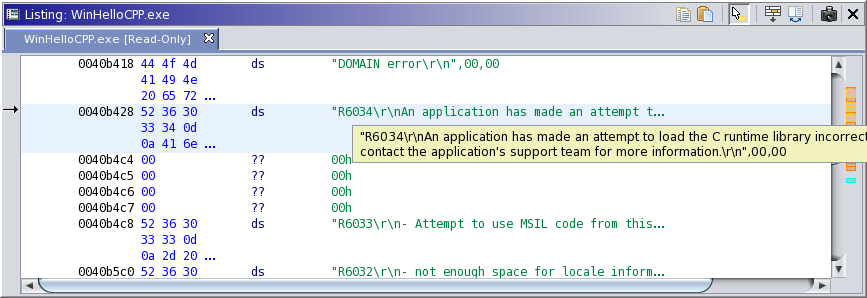 Listing: WinHelloCPP.exe
WinHelloCPP.exe [Read-Only]
0040b418 44 4f 4d ds "DOMAIN error\r\n",00,00
41 49 4e
20 65 72 ...
0040b428 52 36 30 ds "R6034\r\nAn application has made an attempt t...
33 34 0d
0a 41 6e ...
"R6034\r\nAn application has made an attempt to load the C runtime library incorrect
contact the application's support team for more information.\r\n",00,00
0040b4c4 00 ?? 00h
0040b4c5 00 ?? 00h
0040b4c6 00 ?? 00h
0040b4c7 00 ?? 00h
0040b4c8 52 36 30 ds "R6033\r\n- Attempt to use MSIL code from this...
33 33 0d
0a 2d 20 ...
0040b5c0 52 36 30 ds "R6032\r\n- not enough space for locale inform...